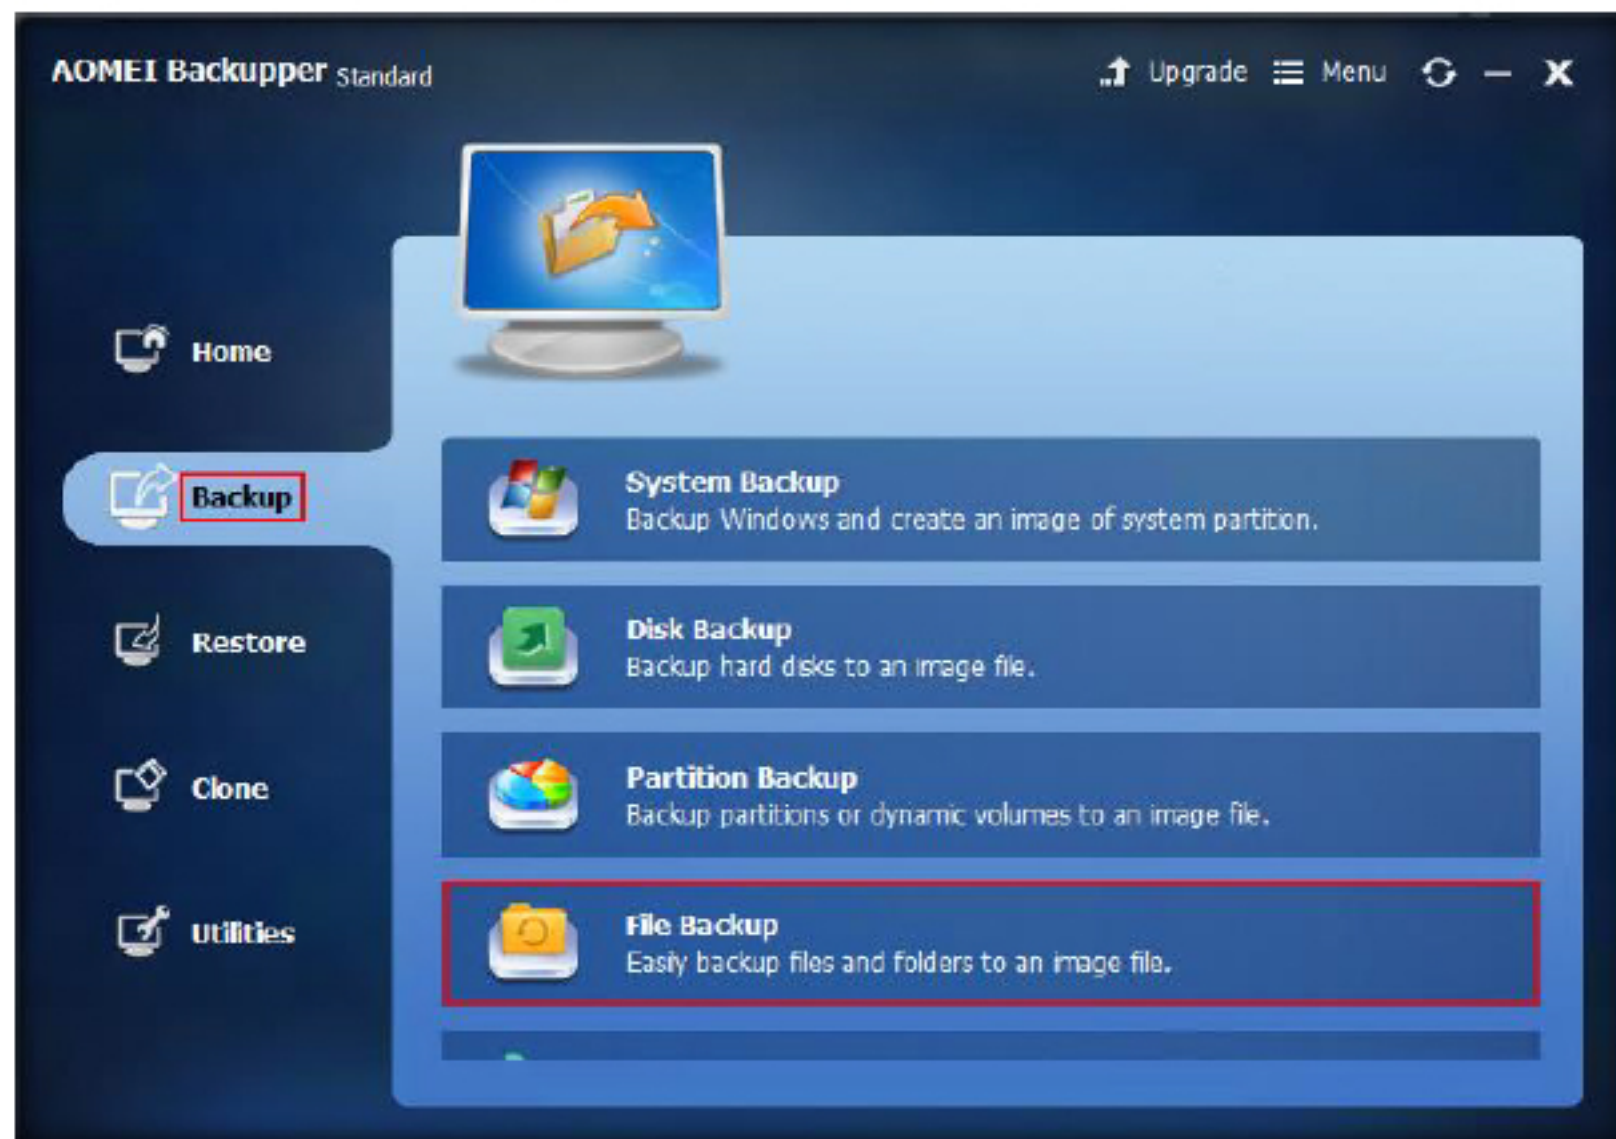 AOMEI Backupper Standard
Upgrade Menu
Home
Backup
Restore
Clone
Utilities
System Backup
Backup Windows and create an image of system partition.
Disk Backup
Backup hard disks to an image file.
Partition Backup
Backup partitions or dynamic volumes to an image file.
File Backup
Easily backup files and folders to an image file.